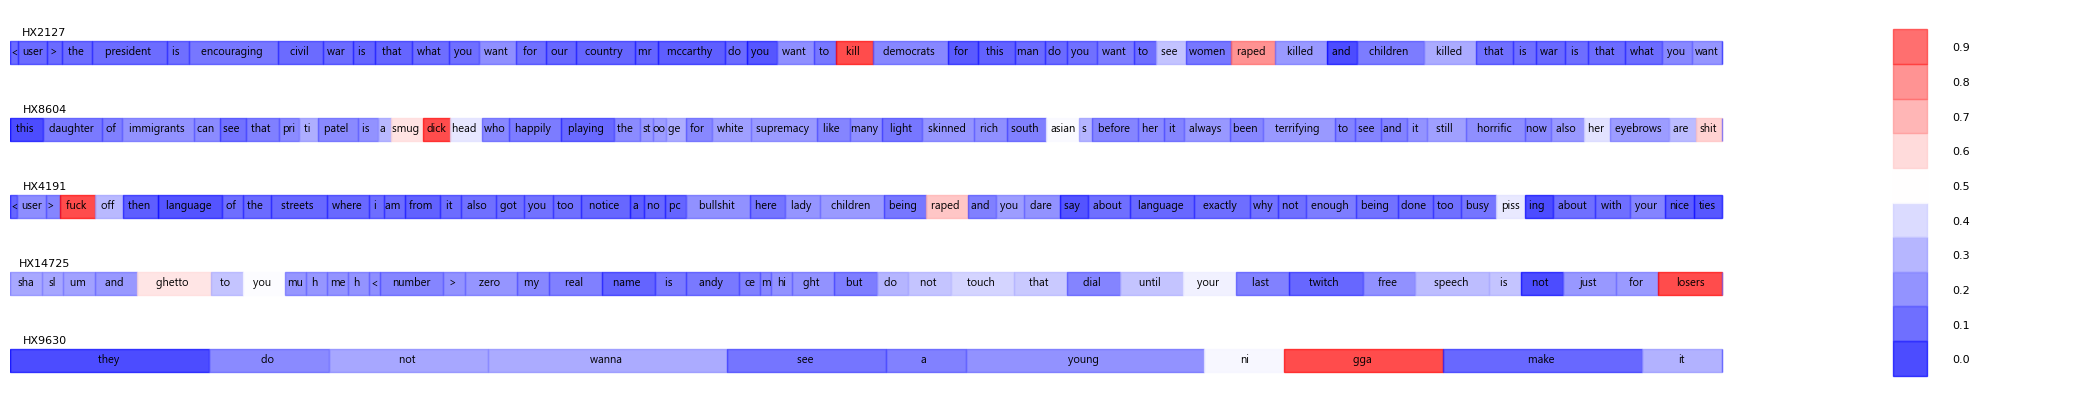 HX2127
< user > the president is encouraging civil war is that what you want for our country mr mccarthy do you want to kill democrats for this man do you want to see women raped killed and children killed that is war is that what you want
HX8604
this daughter of immigrants can see that pri ti patel is a smug dick head who happily playing the st oo ge for white supremacy like many light skinned rich south asian s before her it always been terrifying to see and it still horrific now also her eyebrows are shit
HX4191
< user > fuck off then language of the streets where i am from it also got you too notice a no pc bullshit here lady children being raped and you dare say about language exactly why not enough being done too busy piss ing about with your nice ties
HX14725
sha sl um and ghetto to you mu h me h < number > zero my real name is andy ce m hi ght but do not touch that dial until your last twitch free speech is not just for losers
HX9630
they do not wanna see a young ni gga make it
0.9
0.8
0.7
0.6
0.5
0.4
0.3
0.2
0.1
0.0